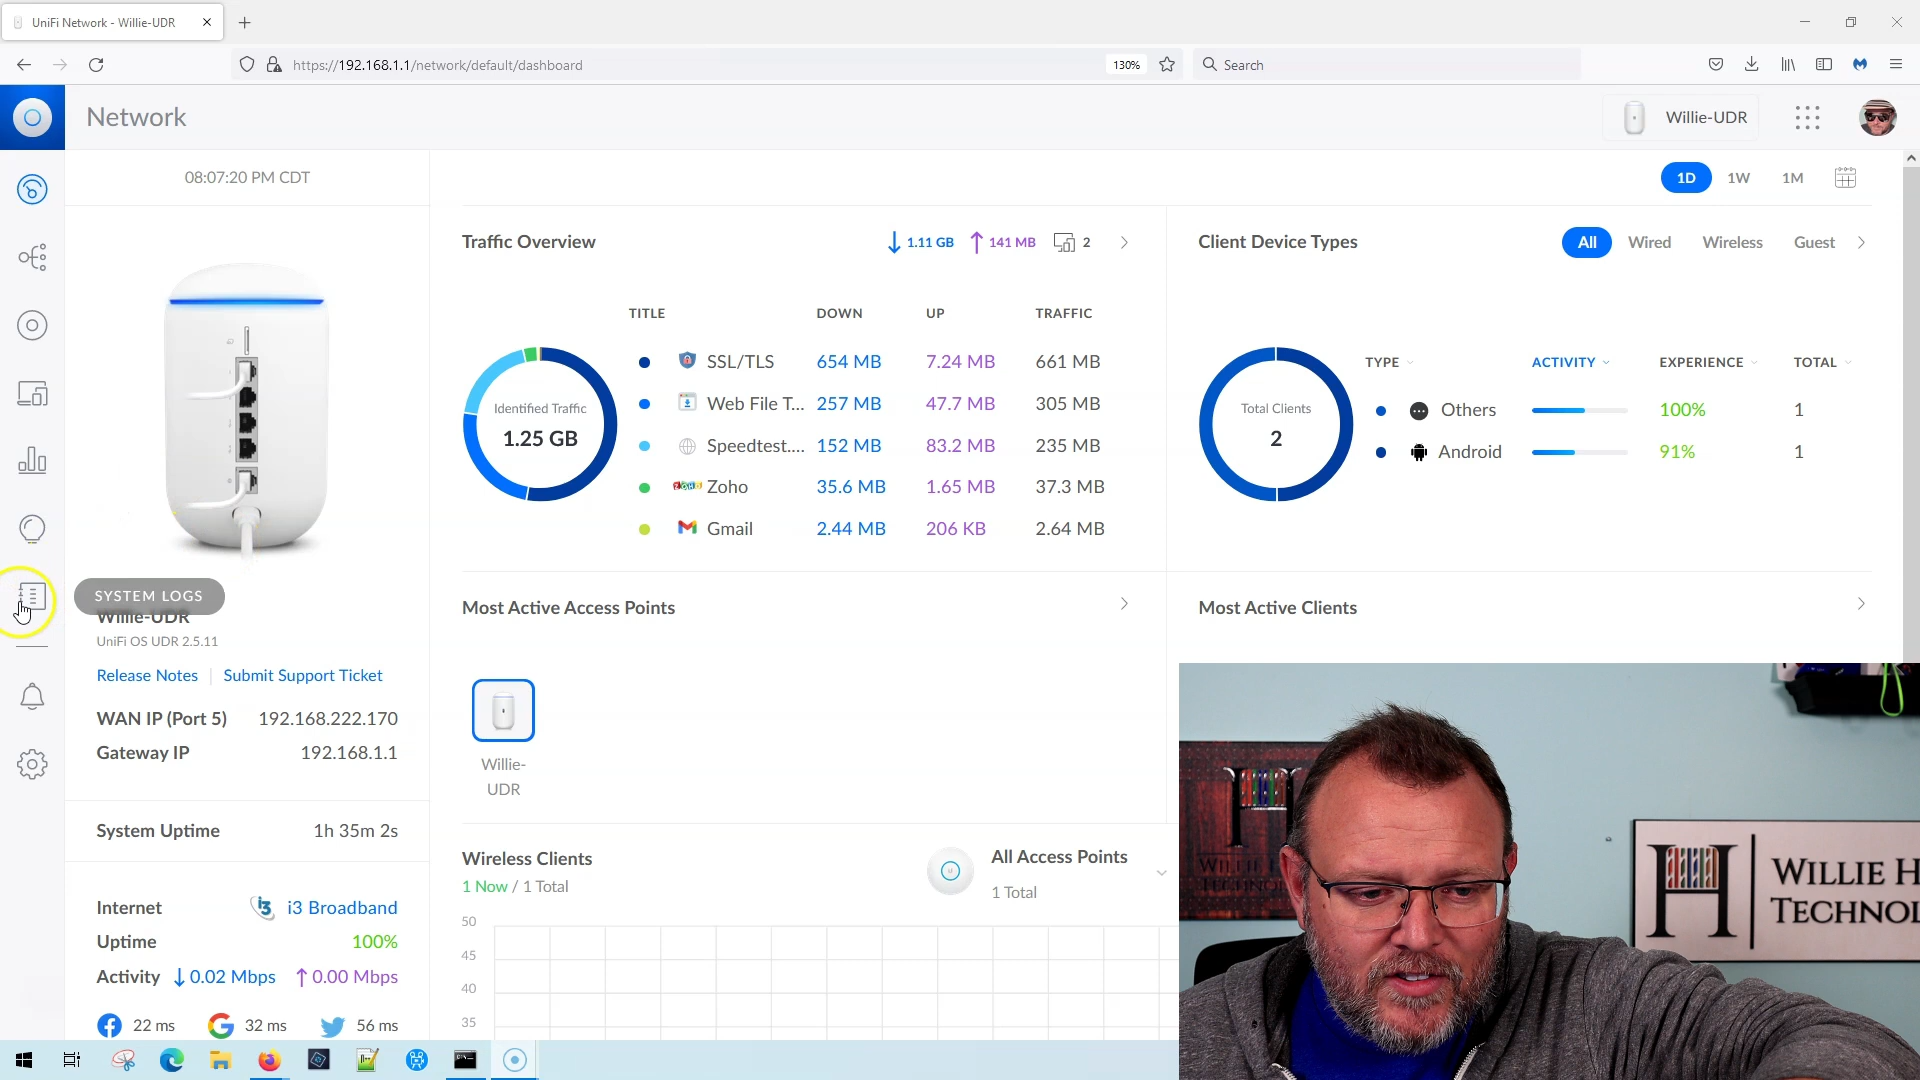 UniFi Network - Willie-UDR
https://192.168.1.1/network/default/dashboard
130%
Search
Network
Willie-UDR
08:07:20 PM CDT
1D
1W
1M
Traffic Overview
1.11 GB
141 MB
2
Client Device Types
All
Wired
Wireless
Guest
TITLE DOWN UP TRAFFIC
SSL/TLS 654 MB 7.24 MB 661 MB
Web File T... 257 MB 47.7 MB 305 MB
Speedtest.... 152 MB 83.2 MB 235 MB
ZOHO Zoho 35.6 MB 1.65 MB 37.3 MB
Gmail 2.44 MB 206 KB 2.64 MB
Identified Traffic
1.25 GB
Total Clients
2
TYPE ACTIVITY EXPERIENCE TOTAL
Others 100% 1
Android 91% 1
SYSTEM LOGS
Willie-UDR
UniFi OS UDR 2.5.11
Release Notes
Submit Support Ticket
WAN IP (Port 5) 192.168.222.170
Gateway IP 192.168.1.1
System Uptime 1h 35m 2s
Internet i3 i3 Broadband
Uptime 100%
Activity 0.02 Mbps 0.00 Mbps
22 ms
32 ms
56 ms
Most Active Access Points
Willie-
UDR
Most Active Clients
Wireless Clients
1 Now / 1 Total
All Access Points
1 Total
50
45
40
35
WILLIE H
TECHNOL